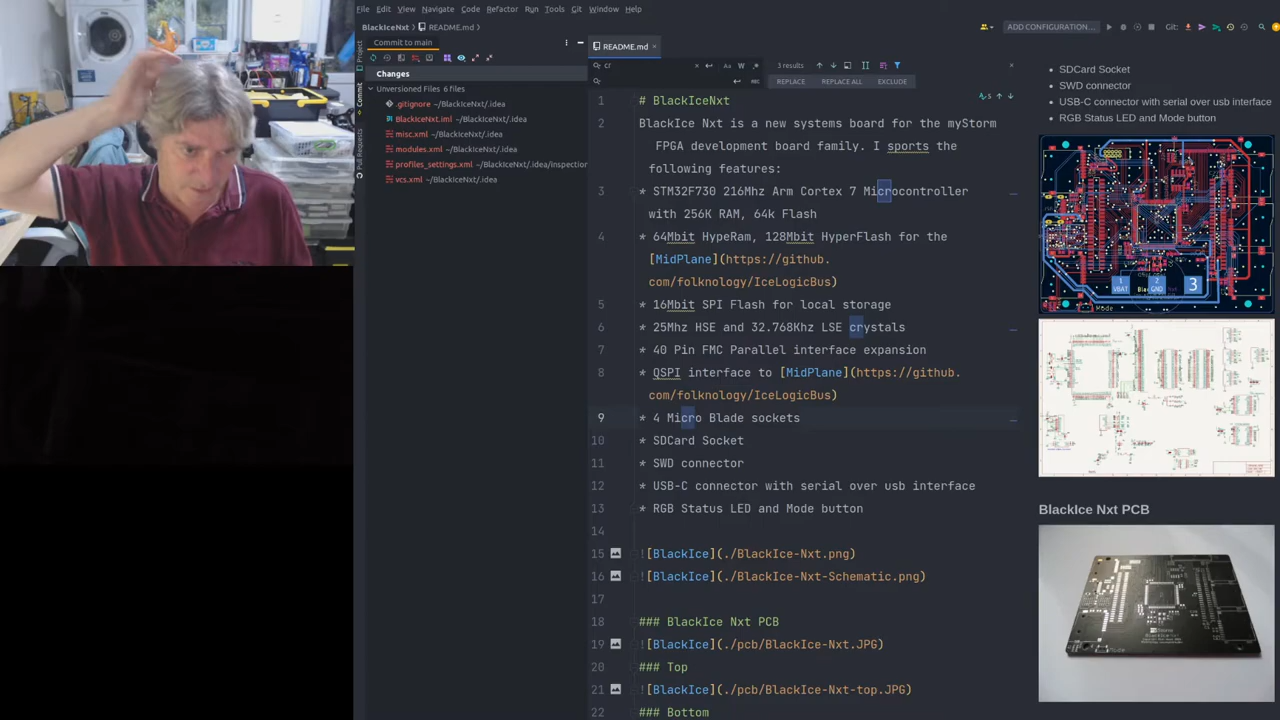 File Edit View Navigate Code Refactor Run Tools Git Window Help
BlackIceNxt README.md ADD CONFIGURATION... Git:
Commit to main
README.md
Project
Commit
Pull Requests
cr
3 results
REPLACE REPLACE ALL EXCLUDE
Changes
Unversioned Files 6 files
.gitignore ~/BlackIceNxt/.idea
BlackIceNxt.iml ~/BlackIceNxt/.idea
misc.xml ~/BlackIceNxt/.idea
modules.xml ~/BlackIceNxt/.idea
profiles_settings.xml ~/BlackIceNxt/.idea/inspection
vcs.xml ~/BlackIceNxt/.idea
1 # BlackIceNxt
2 BlackIce Nxt is a new systems board for the myStorm
FPGA development board family. I sports the
following features:
3 * STM32F730 216Mhz Arm Cortex 7 Microcontroller
with 256K RAM, 64k Flash
4 * 64Mbit HypeRam, 128Mbit HyperFlash for the
[MidPlane](https://github.
com/folknology/IceLogicBus)
5 * 16Mbit SPI Flash for local storage.
6 * 25Mhz HSE and 32.768Khz LSE crystals
7 * 40 Pin FMC Parallel interface expansion
8 * QSPI interface to [MidPlane](https://github.
com/folknology/IceLogicBus)
9 * 4 Micro Blade sockets
10 * SDCard Socket
11 * SWD connector
12 * USB-C connector with serial over usb interface
13 * RGB Status LED and Mode button
14
15 ![BlackIce](./BlackIce-Nxt.png)
16 ![BlackIce](./BlackIce-Nxt-Schematic.png)
17
18 ### BlackIce Nxt PCB
19 ![BlackIce](./pcb/BlackIce-Nxt.JPG)
20 ### Top
21 ![BlackIce](./pcb/BlackIce-Nxt-top.JPG)
22 ### Bottom
5
• SDCard Socket
• SWD connector
• USB-C connector with serial over usb interface
• RGB Status LED and Mode button
1 2 3
VBAT GND
Mode
BlackIce Nxt PCB